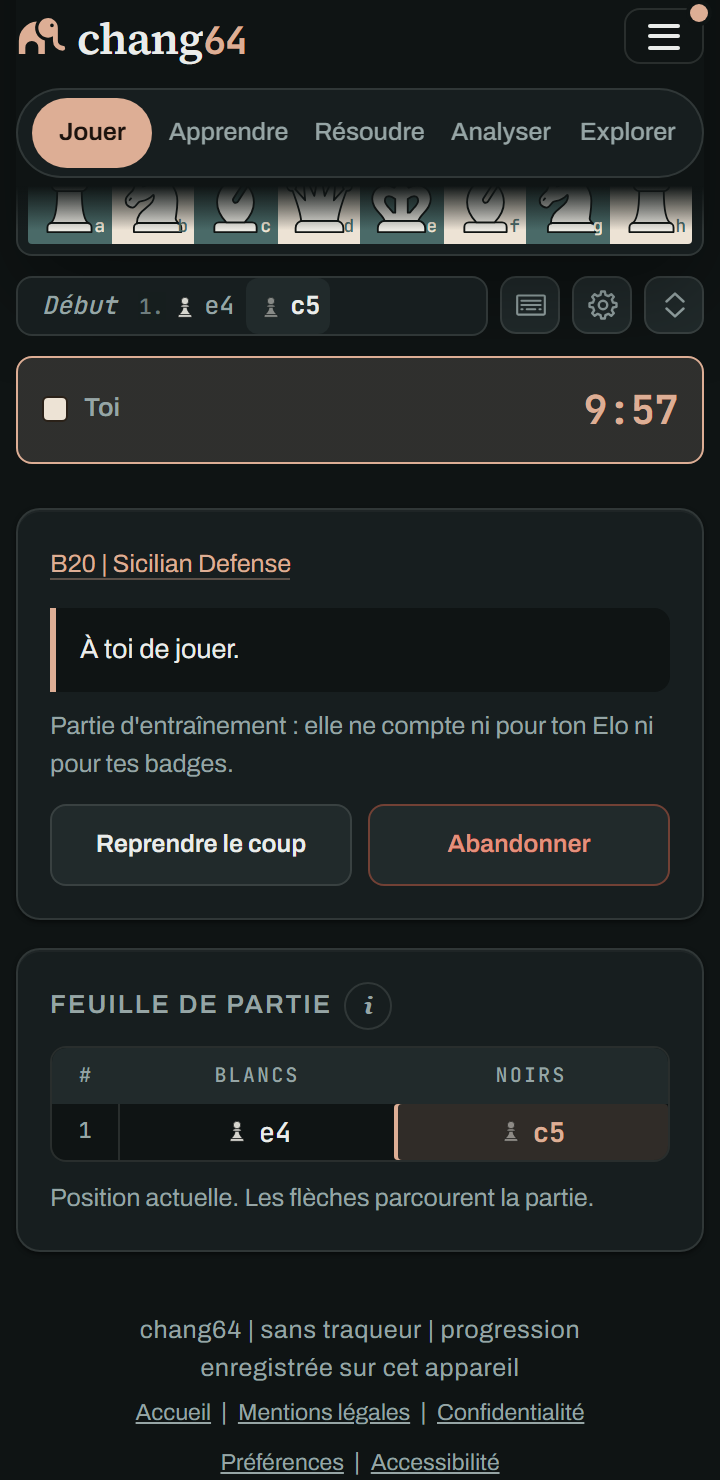 chang64
Jouer Apprendre Résoudre Analyser Explorer
a b c d e f g h
Début 1. e4 c5
Toi 9:57
B20 | Sicilian Defense
À toi de jouer.
Partie d'entraînement : elle ne compte ni pour ton Elo ni
pour tes badges.
Reprendre le coup Abandonner
FEUILLE DE PARTIE i
# BLANCS NOIRS
1 e4 c5
Position actuelle. Les flèches parcourent la partie.
chang64 | sans traqueur | progression
enregistrée sur cet appareil
Accueil | Mentions légales | Confidentialité
Préférences | Accessibilité